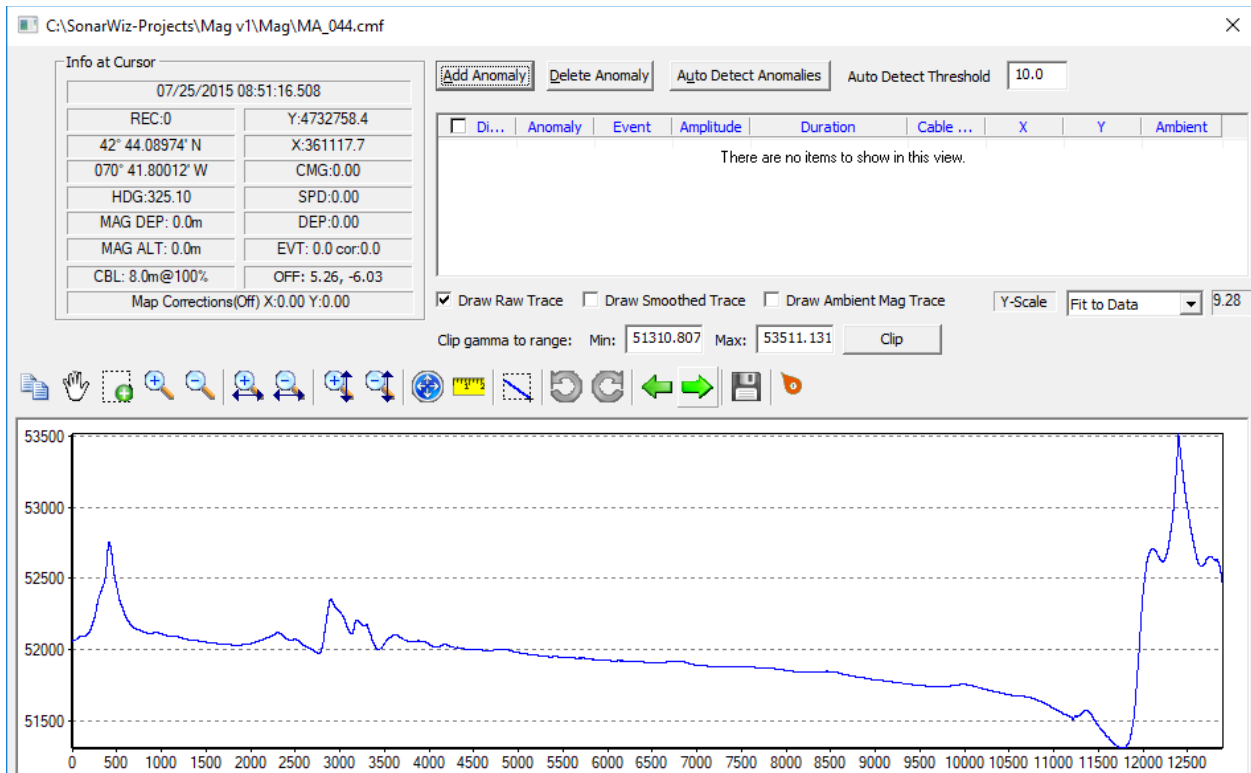 C:\SonarWiz-Projects\Mag v1\Mag\MA_044.cmf
Info at Cursor
07/25/2015 08:51:16.508
REC:0 Y:4732758.4
42° 44.08974' N X:361117.7
070° 41.80012' W CMG:0.00
HDG:325.10 SPD:0.00
MAG DEP: 0.0m DEP:0.00
MAG ALT: 0.0m EVT: 0.0 cor:0.0
CBL: 8.0m@100% OFF: 5.26, -6.03
Map Corrections(Off) X:0.00 Y:0.00
Add Anomaly Delete Anomaly Auto Detect Anomalies Auto Detect Threshold 10.0
Di... Anomaly Event Amplitude Duration Cable ... X Y Ambient
There are no items to show in this view.
Draw Raw Trace Draw Smoothed Trace Draw Ambient Mag Trace Y-Scale Fit to Data 9.28
Clip gamma to range: Min: 51310.807 Max: 53511.131 Clip
53500
53000
52500
52000
51500
0 500 1000 1500 2000 2500 3000 3500 4000 4500 5000 5500 6000 6500 7000 7500 8000 8500 9000 9500 10000 10500 11000 11500 12000 12500